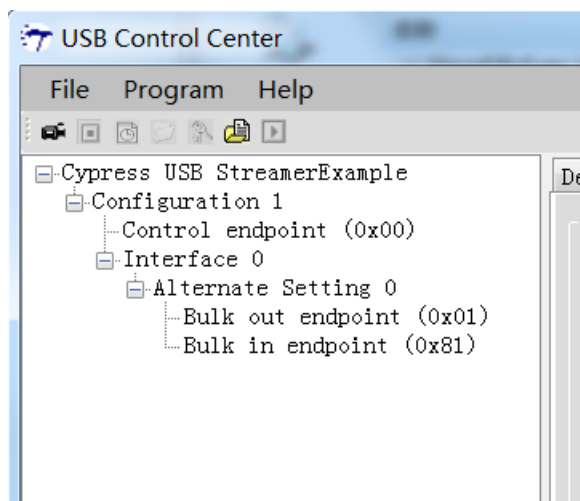 USB Control Center
File Program Help
Cypress USB StreamerExample
Configuration 1
Control endpoint (0x00)
Interface 0
Alternate Setting 0
Bulk out endpoint (0x01)
Bulk in endpoint (0x81)